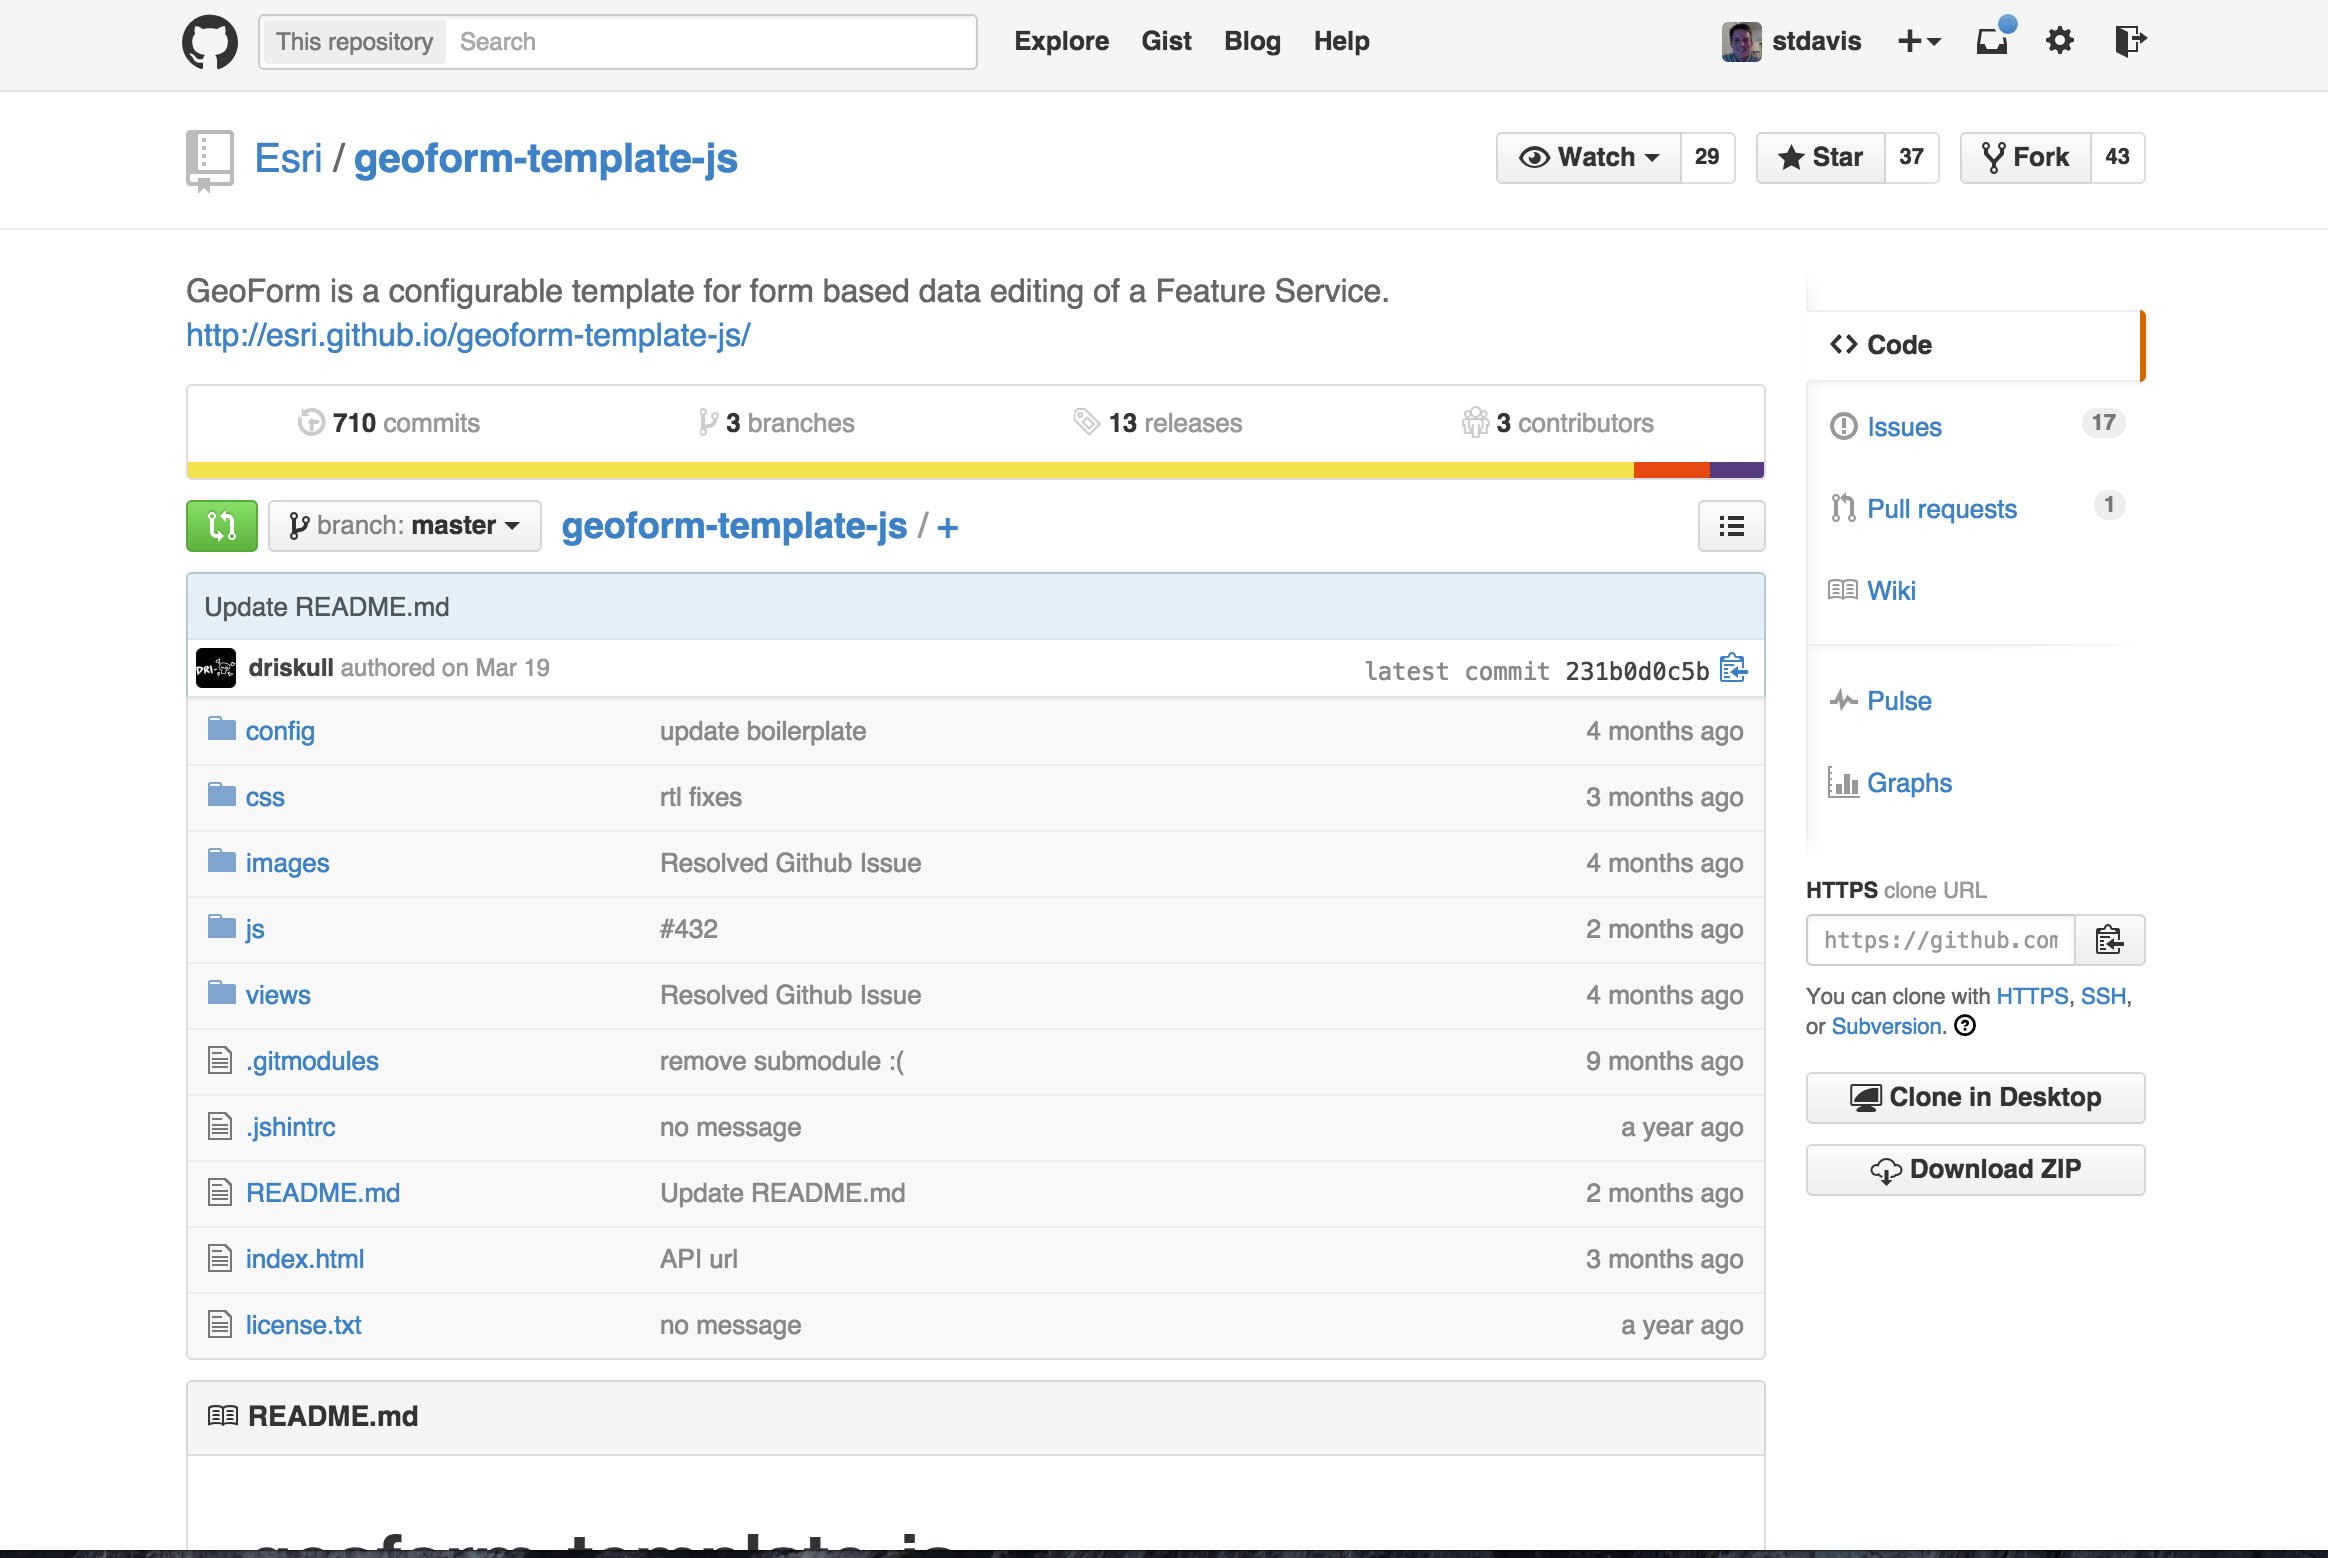 This repository Search Explore Gist Blog Help stdavis
Esri / geoform-template-js Watch 29 Star 37 Fork 43
GeoForm is a configurable template for form based data editing of a Feature Service.
http://esri.github.io/geoform-template-js/
710 commits 3 branches 13 releases 3 contributors
branch: master geoform-template-js / +
Update README.md
driskull authored on Mar 19 latest commit 231b0d0c5b
config update boilerplate 4 months ago
css rtl fixes 3 months ago
images Resolved Github Issue 4 months ago
js #432 2 months ago
views Resolved Github Issue 4 months ago
.gitmodules remove submodule :( 9 months ago
.jshintrc no message a year ago
README.md Update README.md 2 months ago
index.html API url 3 months ago
license.txt no message a year ago
README.md
geoform-template-js
Code
Issues 17
Pull requests 1
Wiki
Pulse
Graphs
HTTPS clone URL
https://github.com
You can clone with HTTPS, SSH,
or Subversion.
Clone in Desktop
Download ZIP